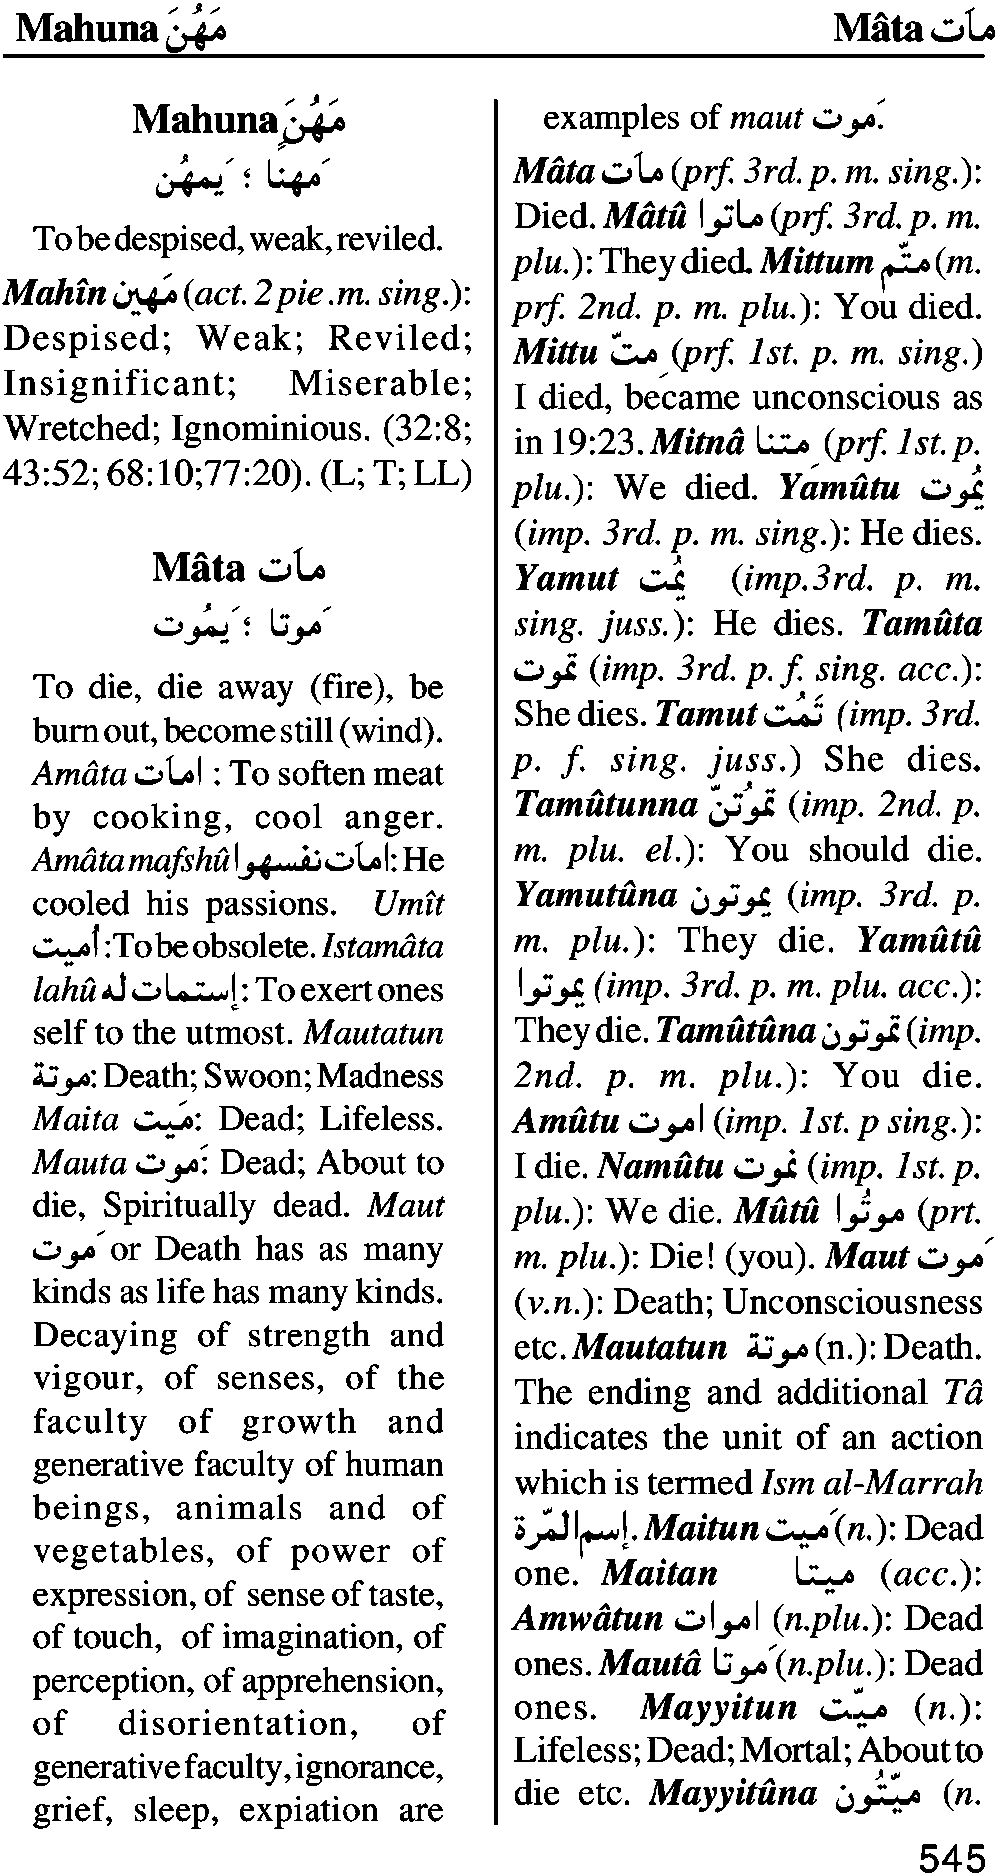 Mahuna مَهُنَ
Mâta مَاتَ
Mahuna مَهُنَ
مَهنا ؛ يَمهُن
To be despised, weak, reviled.
Mahîn مَهِين (act. 2 pie .m. sing.):
Despised; Weak; Reviled;
Insignificant; Miserable;
Wretched; Ignominious. (32:8;
43:52; 68:10;77:20). (L; T; LL)
Mâta مَات
مَوتا ؛ يَمُوت
To die, die away (fire), be
burn out, become still (wind).
Amâta امَات : To soften meat
by cooking, cool anger.
Amâta mafshû امَات نفسهوا: He
cooled his passions. Umît
أميت :To be obsolete. Istamâta
lahû إستمات له: To exert ones
self to the utmost. Mautatun
موتة: Death; Swoon; Madness
Maita مَيت: Dead; Lifeless.
Mauta مَوت: Dead; About to
die, Spiritually dead. Maut
مَوت or Death has as many
kinds as life has many kinds.
Decaying of strength and
vigour, of senses, of the
faculty of growth and
generative faculty of human
beings, animals and of
vegetables, of power of
expression, of sense of taste,
of touch, of imagination, of
perception, of apprehension,
of disorientation, of
generative faculty, ignorance,
grief, sleep, expiation are
examples of maut مَوت.
Mâta مَات (prf. 3rd. p. m. sing.):
Died. Mâtû ماتوا (prf. 3rd. p. m.
plu.): They died. Mittum متّم (m.
prf. 2nd. p. m. plu.): You died.
Mittu مِتّ (prf. 1st. p. m. sing.)
I died, became unconscious as
in 19:23. Mitnâ مِتنا (prf. 1st. p.
plu.): We died. Yamûtu يَمُوت
(imp. 3rd. p. m. sing.): He dies.
Yamut يَمُت (imp.3rd. p. m.
sing. juss.): He dies. Tamûta
تموت (imp. 3rd. p. f. sing. acc.):
She dies. Tamut تَمُت (imp. 3rd.
p. f. sing. juss.) She dies.
Tamûtunna تموتُنّ (imp. 2nd. p.
m. plu. el.): You should die.
Yamutûna يموتون (imp. 3rd. p.
m. plu.): They die. Yamûtû
يموتوا (imp. 3rd. p. m. plu. acc.):
They die. Tamûtûna تموتون (imp.
2nd. p. m. plu.): You die.
Amûtu اموت (imp. 1st. p sing.):
I die. Namûtu نموت (imp. 1st. p.
plu.): We die. Mûtû موتُوا (prt.
m. plu.): Die! (you). Maut مَوت
(v.n.): Death; Unconsciousness
etc. Mautatun موتة (n.): Death.
The ending and additional Tâ
indicates the unit of an action
which is termed Ism al-Marrah
إسم المّرة. Maitun مَيت (n.): Dead
one. Maitan ميتا (acc.):
Amwâtun اموات (n.plu.): Dead
ones. Mautâ مَوتا (n.plu.): Dead
ones. Mayyitun ميّت (n.):
Lifeless; Dead; Mortal; About to
die etc. Mayyitûna ميّتُون (n.
545